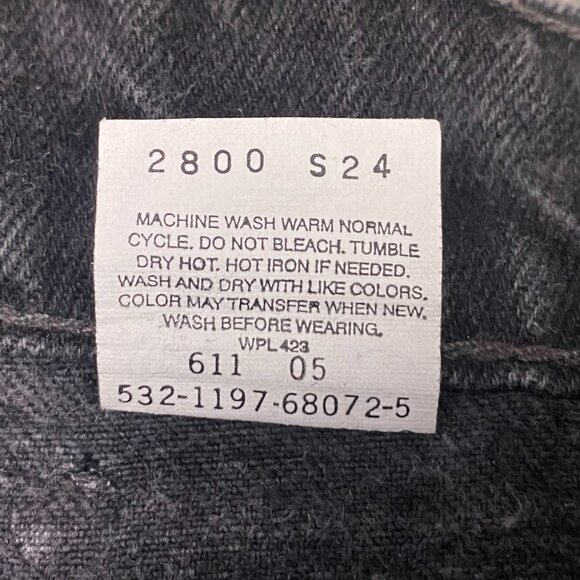 2800 S24
MACHINE WASH WARM NORMAL
CYCLE. DO NOT BLEACH. TUMBLE
DRY HOT. HOT IRON IF NEEDED.
WASH AND DRY WITH LIKE COLORS.
COLOR MAY TRANSFER WHEN NEW.
WASH BEFORE WEARING.
WPL 423
611 05
532-1197-68072-5